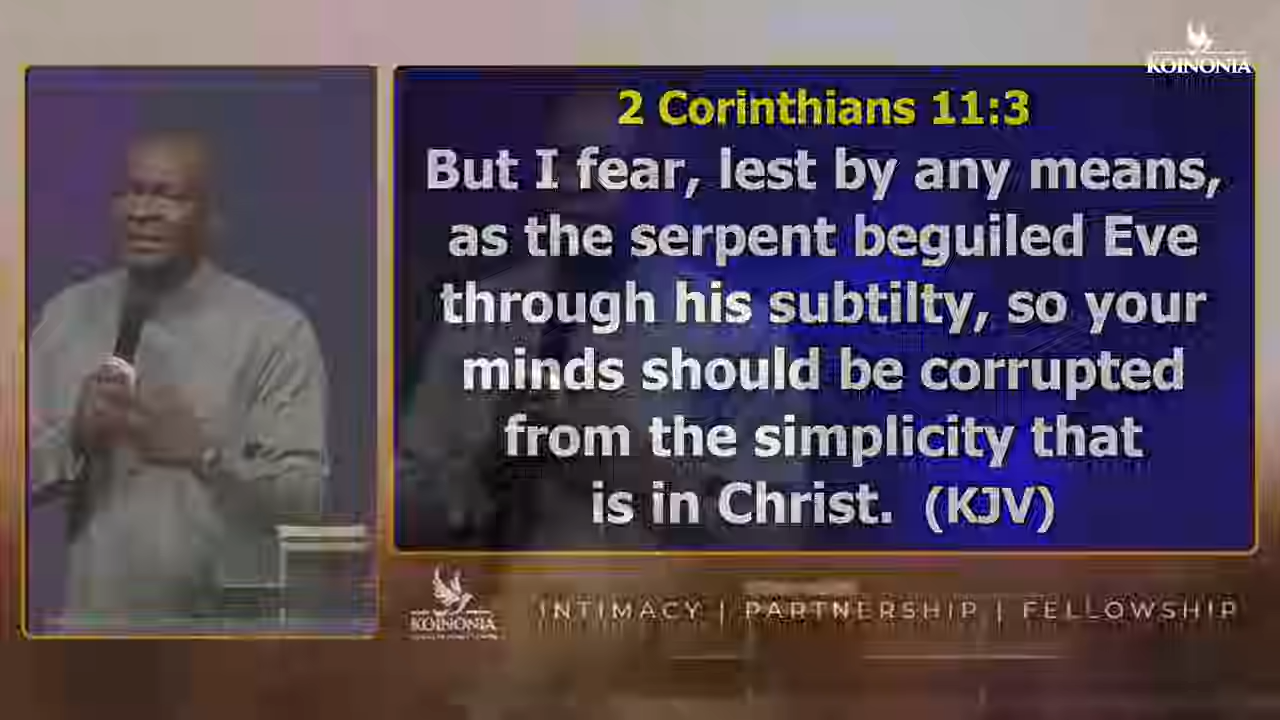 KOINONIA
2 Corinthians 11:3
But I fear, lest by any means,
as the serpent beguiled Eve
through his subtilty, so your
minds should be corrupted
from the simplicity that
is in Christ. (KJV)
KOINONIA
INTIMACY | PARTNERSHIP | FELLOWSHIP